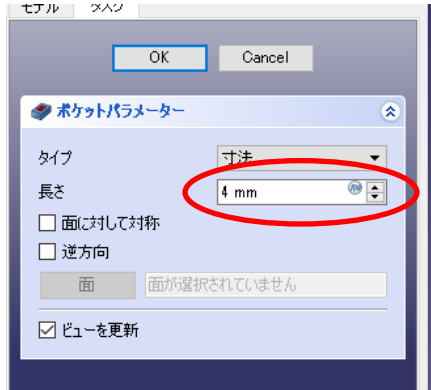 モデル タスク
OK Cancel
ポケットパラメーター
タイプ 寸法
長さ 4 mm
面に対して対称
逆方向
面 面が選択されていません
ビューを更新